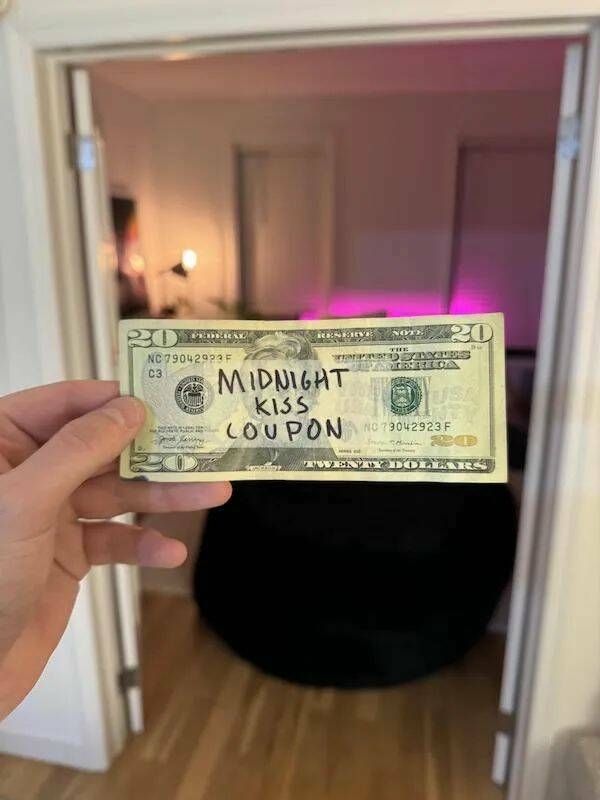 20 FEDERAL RESERVE NOTE 20
THE
UNITED STATES
OF AMERICA
NC 79042923 F
C3
MIDNIGHT
KISS
COUPON
USA
NC 79042923 F
20
20 TWENTY DOLLARS